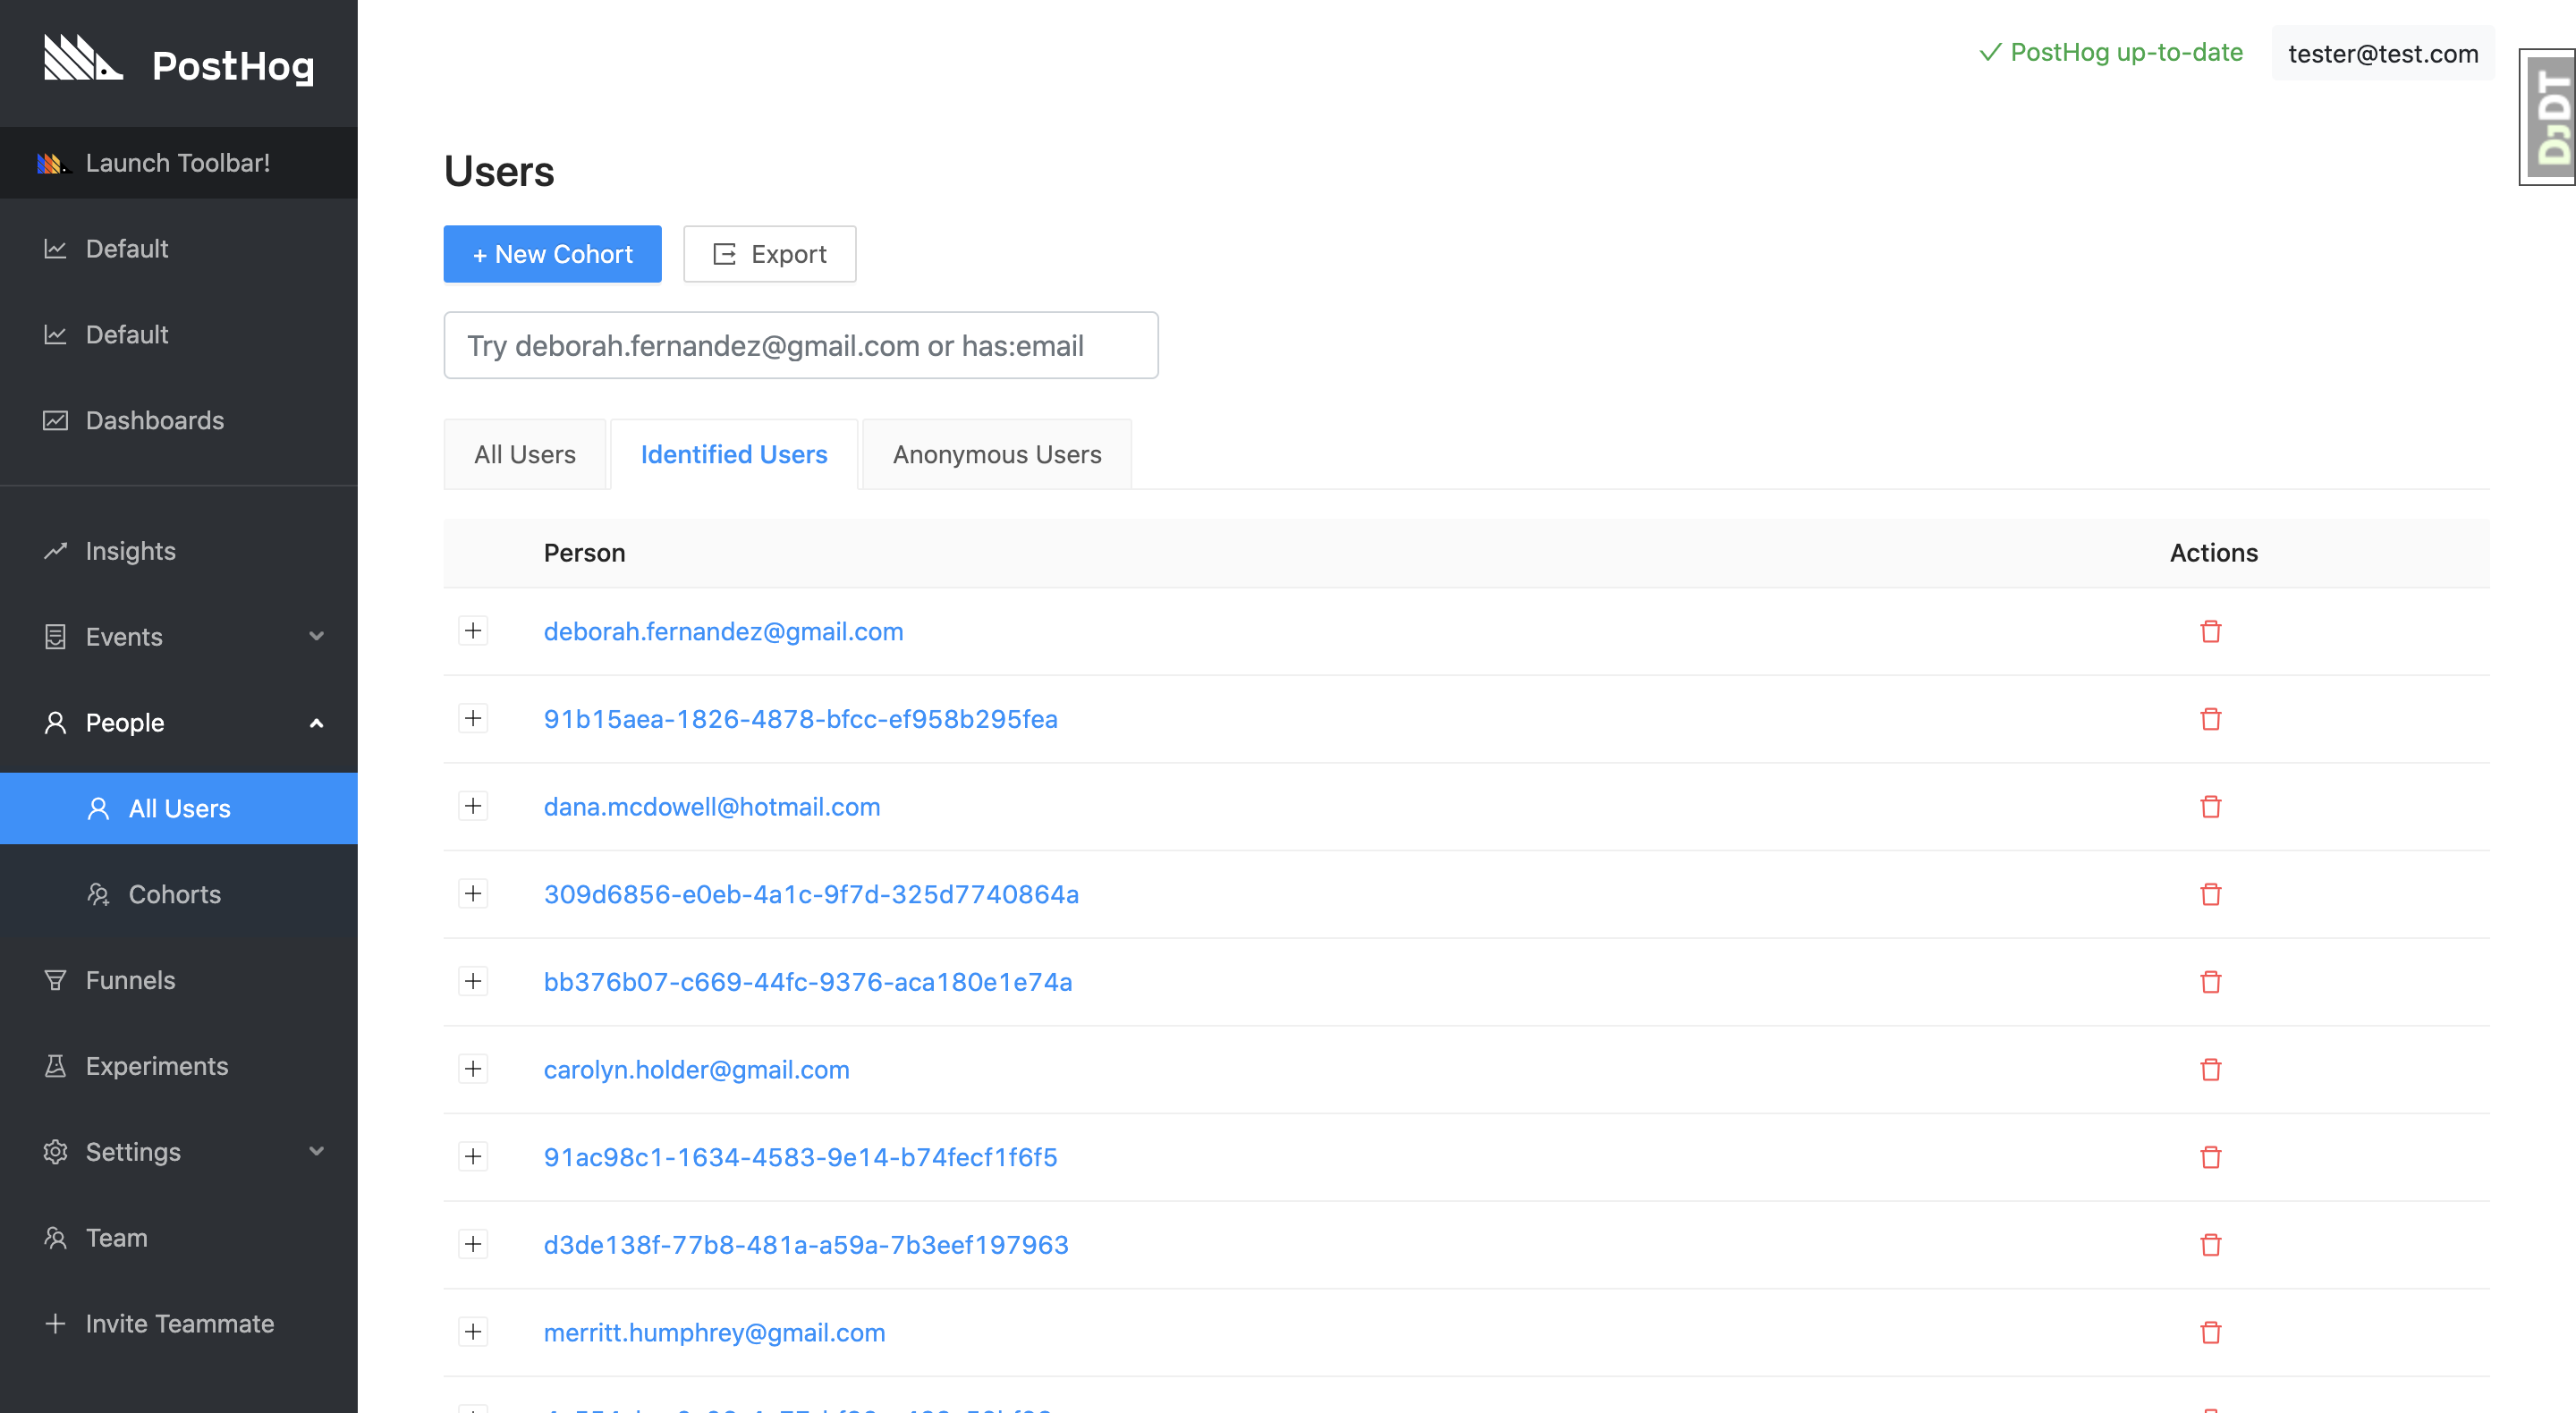 PostHog
PostHog up-to-date
tester@test.com
DjDT
Launch Toolbar!
Default
Default
Dashboards
Insights
Events
People
All Users
Cohorts
Funnels
Experiments
Settings
Team
Invite Teammate
Users
+ New Cohort
Export
Try deborah.fernandez@gmail.com or has:email
All Users
Identified Users
Anonymous Users
Person Actions
deborah.fernandez@gmail.com
91b15aea-1826-4878-bfcc-ef958b295fea
dana.mcdowell@hotmail.com
309d6856-e0eb-4a1c-9f7d-325d7740864a
bb376b07-c669-44fc-9376-aca180e1e74a
carolyn.holder@gmail.com
91ac98c1-1634-4583-9e14-b74fecf1f6f5
d3de138f-77b8-481a-a59a-7b3eef197963
merritt.humphrey@gmail.com